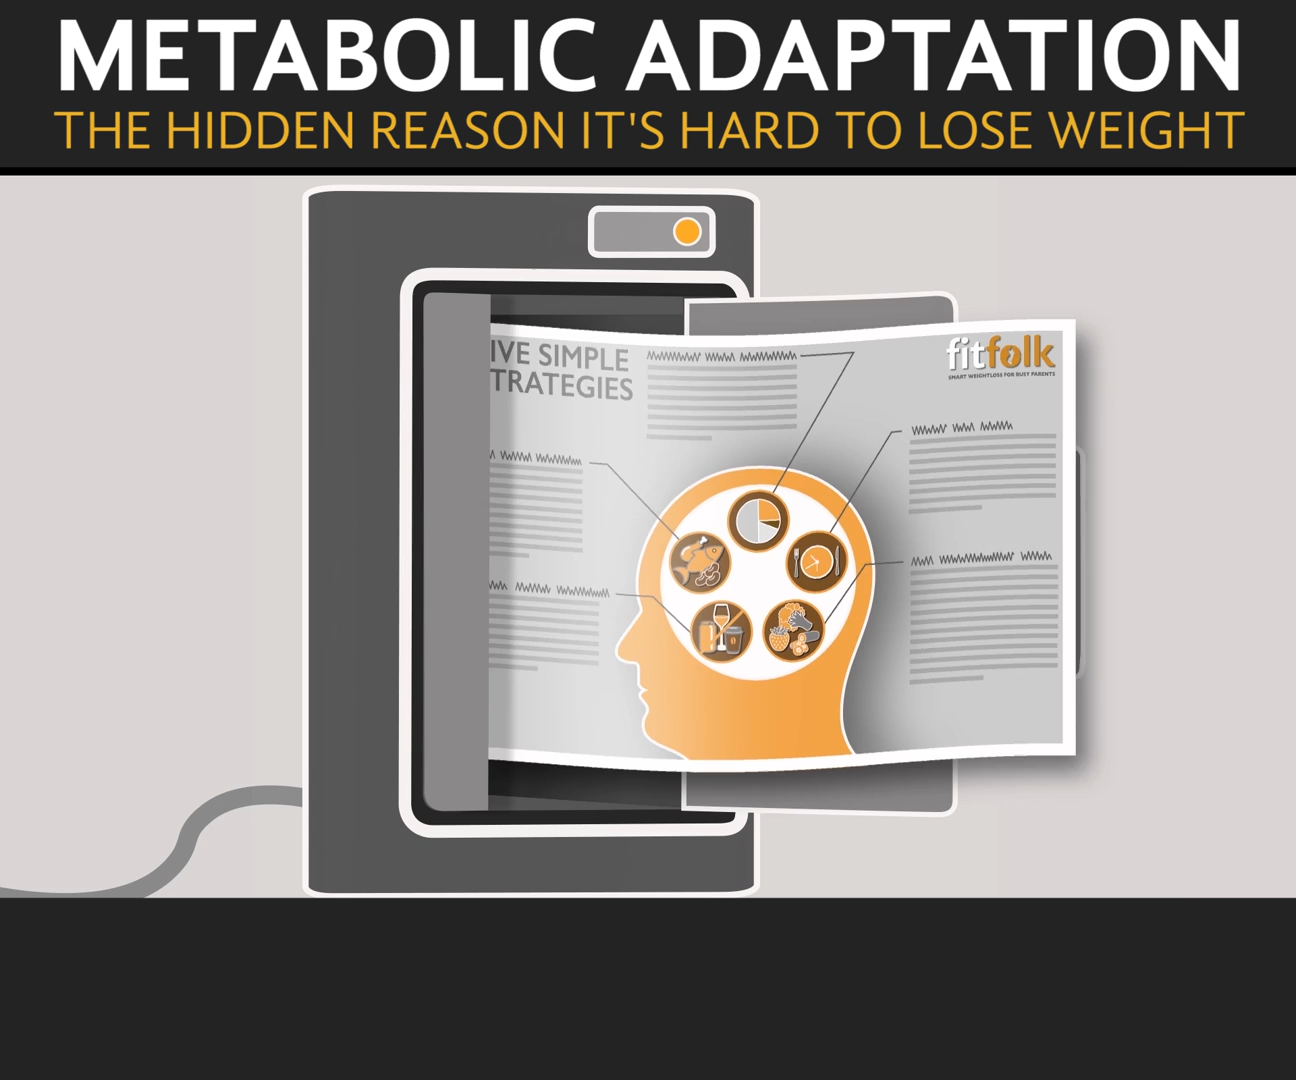 METABOLIC ADAPTATION
THE HIDDEN REASON IT'S HARD TO LOSE WEIGHT
IVE SIMPLE
TRATEGIES
fitfolk
SMART WEIGHTLOSS FOR BUSY PARENTS